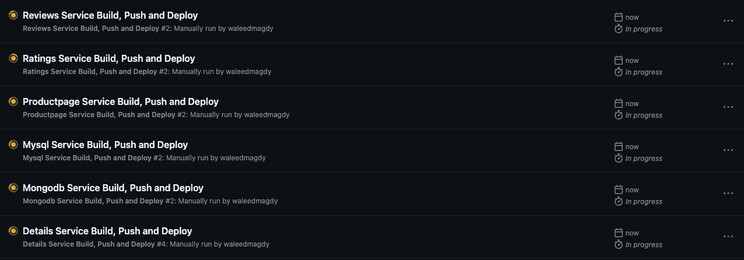 Reviews Service Build, Push and Deploy
now
Reviews Service Build, Push and Deploy #2: Manually run by waleedmagdy
In progress
Ratings Service Build, Push and Deploy
now
Ratings Service Build, Push and Deploy #2: Manually run by waleedmagdy
In progress
Productpage Service Build, Push and Deploy
now
Productpage Service Build, Push and Deploy #2: Manually run by waleedmagdy
In progress
Mysql Service Build, Push and Deploy
now
Mysql Service Build, Push and Deploy #2: Manually run by waleedmagdy
In progress
Mongodb Service Build, Push and Deploy
now
Mongodb Service Build, Push and Deploy #2: Manually run by waleedmagdy
In progress
Details Service Build, Push and Deploy
now
Details Service Build, Push and Deploy #4: Manually run by waleedmagdy
In progress